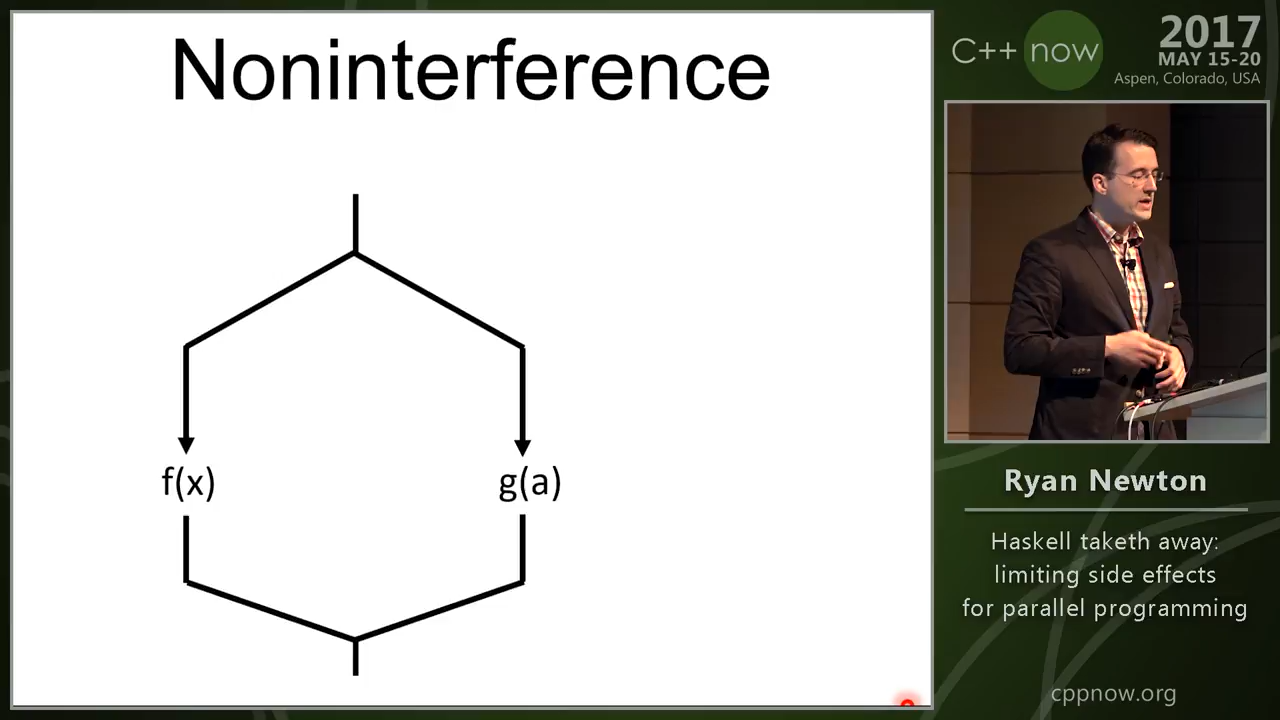 Noninterference
f(x)
g(a)
C++ now
2017
MAY 15-20
Aspen, Colorado, USA
Ryan Newton
Haskell taketh away:
limiting side effects
for parallel programming
cppnow.org